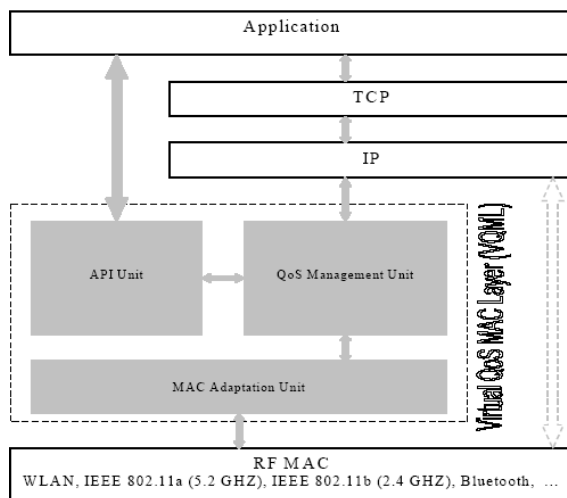 Application
TCP
IP
API Unit
QoS Management Unit
MAC Adaptation Unit
Virtual QoS MAC Layer (VQML)
RF MAC
WLAN, IEEE 802.11a (5.2 GHZ), IEEE 802.11b (2.4 GHZ), Bluetooth, ...